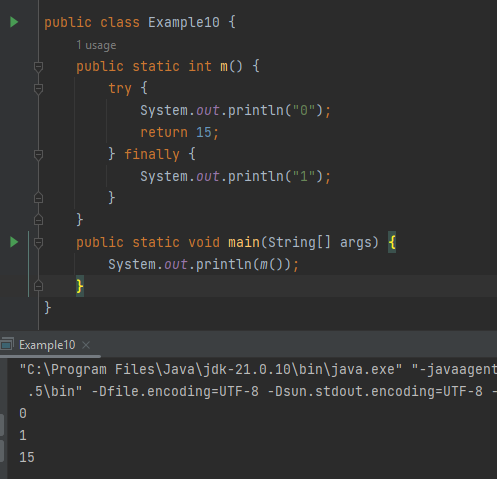 public class Example10 {
1 usage
public static int m() {
try {
System.out.println("0");
return 15;
} finally {
System.out.println("1");
}
}
public static void main(String[] args) {
System.out.println(m());
}
}
Example10 ×
"C:\Program Files\Java\jdk-21.0.10\bin\java.exe" "-javaagent
.5\bin" -Dfile.encoding=UTF-8 -Dsun.stdout.encoding=UTF-8 -
0
1
15